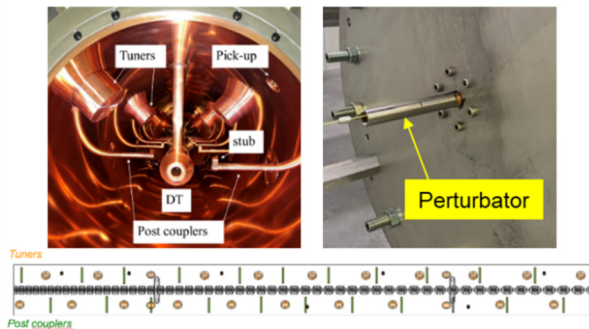 Tuners
Pick-up
stub
DT
Post couplers
Perturbator
Tuners
Post couplers